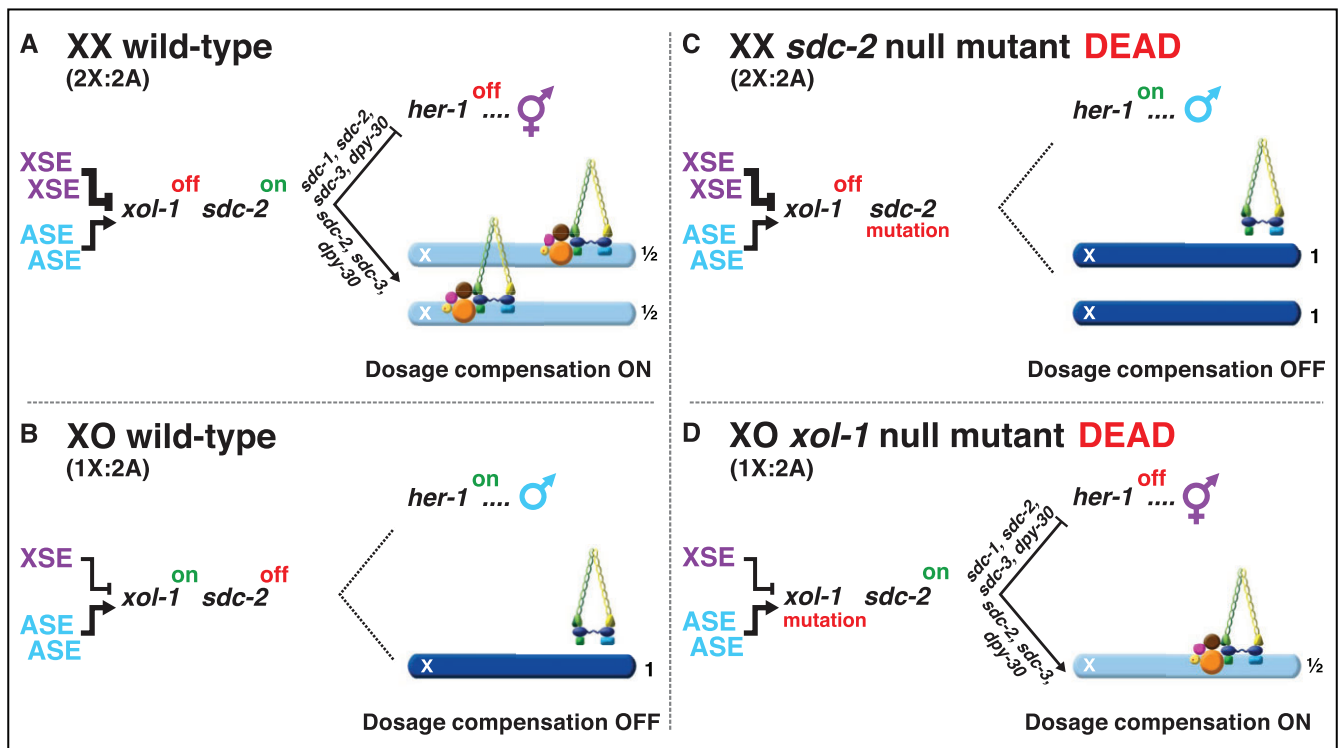 A XX wild-type
(2X:2A)
XSE
XSE
ASE
ASE
off
xol-1
on
sdc-2
sdc-1, sdc-2,
sdc-3, dpy-30
sdc-2, sdc-3,
dpy-30
off
her-1 ....
X ½
X ½
Dosage compensation ON
B XO wild-type
(1X:2A)
XSE
ASE
ASE
on
xol-1
off
sdc-2
on
her-1 ....
X 1
Dosage compensation OFF
C XX sdc-2 null mutant DEAD
(2X:2A)
XSE
XSE
ASE
ASE
off
xol-1
sdc-2
mutation
on
her-1 ....
X 1
X 1
Dosage compensation OFF
D XO xol-1 null mutant DEAD
(1X:2A)
XSE
ASE
ASE
xol-1
mutation
on
sdc-2
sdc-1, sdc-2,
sdc-3, dpy-30
sdc-2, sdc-3,
dpy-30
off
her-1 ....
X ½
Dosage compensation ON